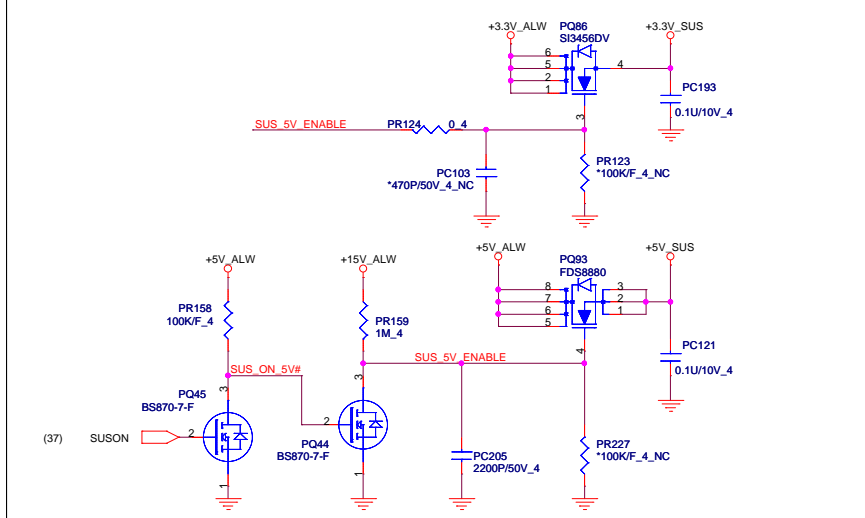 +3.3V_ALW
PQ86
SI3456DV
+3.3V_SUS
6
5
2
1
4
3
PC193
0.1U/10V_4
SUS_5V_ENABLE
PR124
0_4
PC103
*470P/50V_4_NC
PR123
*100K/F_4_NC
+5V_ALW
+15V_ALW
+5V_ALW
PQ93
FDS8880
+5V_SUS
8
7
6
5
3
2
1
4
PR158
100K/F_4
PR159
1M_4
PC121
0.1U/10V_4
SUS_5V_ENABLE
SUS_ON_5V#
3
3
PQ45
BS870-7-F
2
2
(37)
SUSON
PQ44
BS870-7-F
1
1
PC205
2200P/50V_4
PR227
*100K/F_4_NC